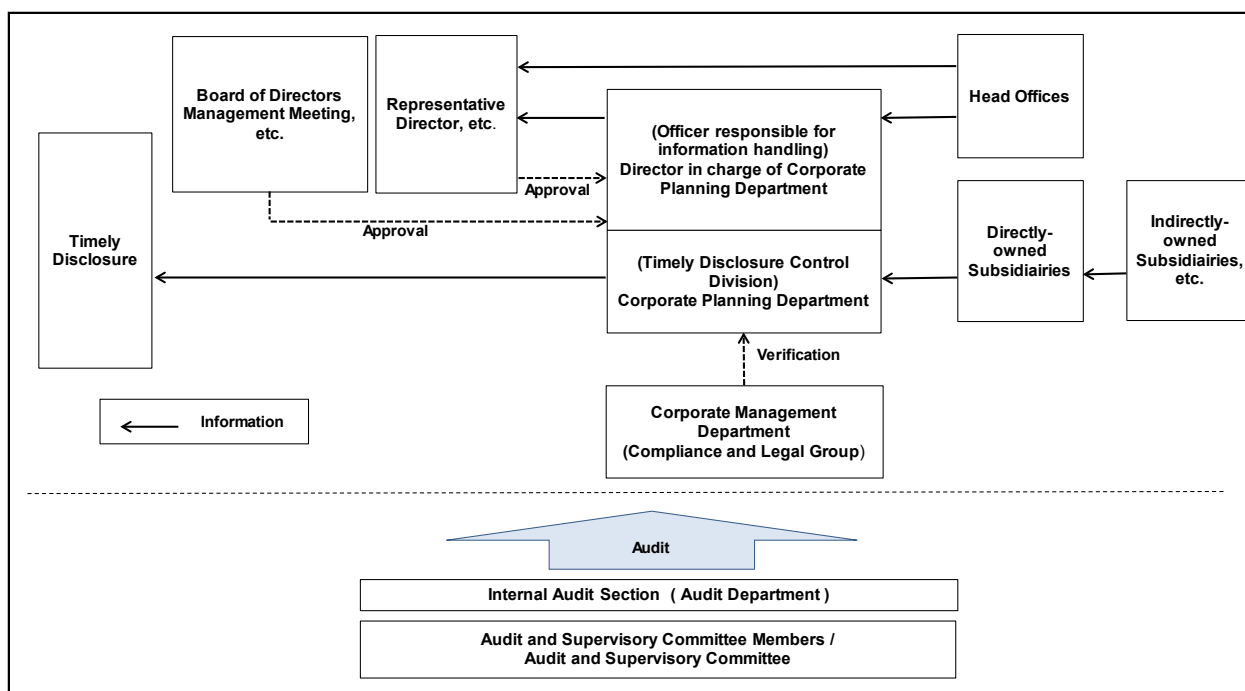 Board of Directors
Management Meeting,
etc.
Representative
Director, etc.
Head Offices
(Officer responsible for
information handling)
Director in charge of Corporate
Planning Department
Approval
Approval
Timely
Disclosure
(Timely Disclosure Control
Division)
Corporate Planning Department
Directly-
owned
Subsidiairies
Indirectly-
owned
Subsidiairies,
etc.
Verification
Information
Corporate Management
Department
(Compliance and Legal Group)
Audit
Internal Audit Section ( Audit Department )
Audit and Supervisory Committee Members /
Audit and Supervisory Committee